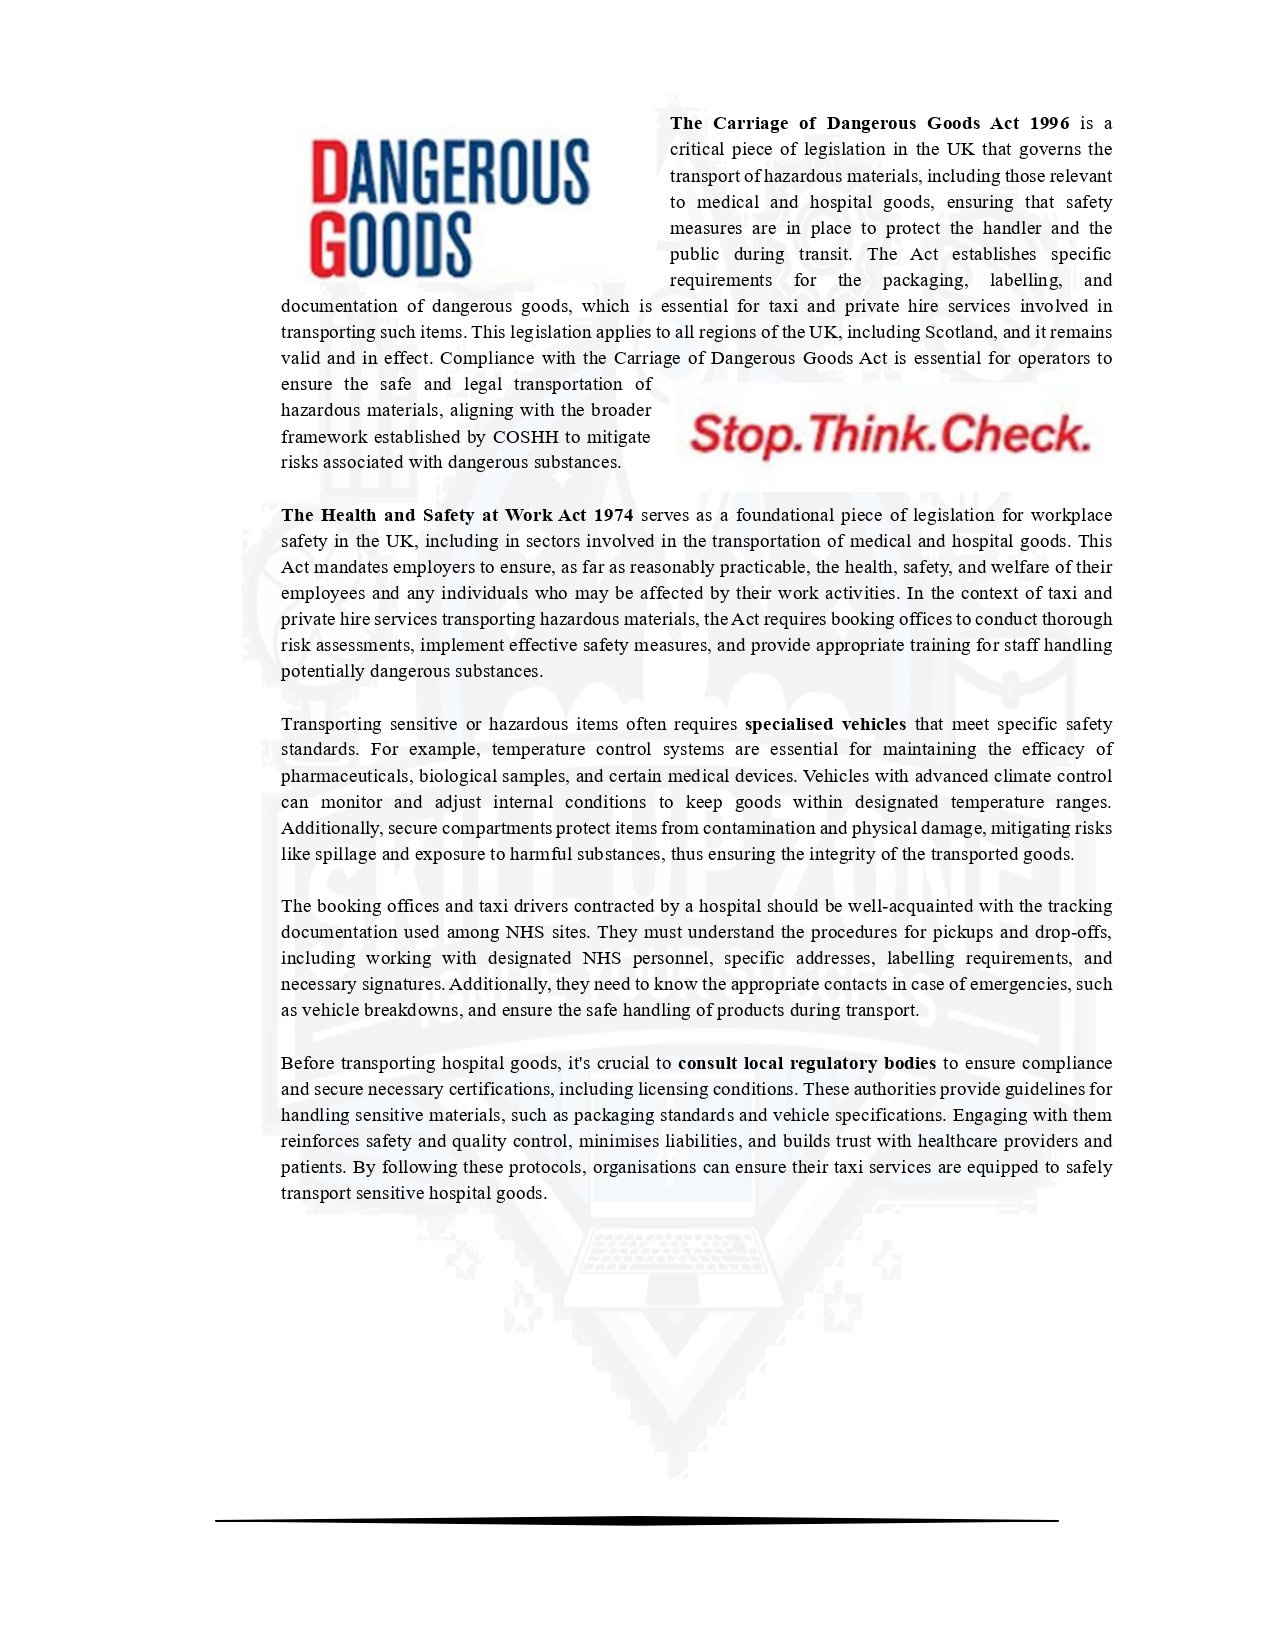 DANGEROUS
GOODS
The Carriage of Dangerous Goods Act 1996 is a
critical piece of legislation in the UK that governs the
transport of hazardous materials, including those relevant
to medical and hospital goods, ensuring that safety
measures are in place to protect the handler and the
public during transit. The Act establishes specific
requirements for the packaging, labelling, and
documentation of dangerous goods, which is essential for taxi and private hire services involved in
transporting such items. This legislation applies to all regions of the UK, including Scotland, and it remains
valid and in effect. Compliance with the Carriage of Dangerous Goods Act is essential for operators to
ensure the safe and legal transportation of
hazardous materials, aligning with the broader
framework established by COSHH to mitigate
risks associated with dangerous substances.
Stop.Think.Check.
The Health and Safety at Work Act 1974 serves as a foundational piece of legislation for workplace
safety in the UK, including in sectors involved in the transportation of medical and hospital goods. This
Act mandates employers to ensure, as far as reasonably practicable, the health, safety, and welfare of their
employees and any individuals who may be affected by their work activities. In the context of taxi and
private hire services transporting hazardous materials, the Act requires booking offices to conduct thorough
risk assessments, implement effective safety measures, and provide appropriate training for staff handling
potentially dangerous substances.
Transporting sensitive or hazardous items often requires specialised vehicles that meet specific safety
standards. For example, temperature control systems are essential for maintaining the efficacy of
pharmaceuticals, biological samples, and certain medical devices. Vehicles with advanced climate control
can monitor and adjust internal conditions to keep goods within designated temperature ranges.
Additionally, secure compartments protect items from contamination and physical damage, mitigating risks
like spillage and exposure to harmful substances, thus ensuring the integrity of the transported goods.
The booking offices and taxi drivers contracted by a hospital should be well-acquainted with the tracking
documentation used among NHS sites. They must understand the procedures for pickups and drop-offs,
including working with designated NHS personnel, specific addresses, labelling requirements, and
necessary signatures. Additionally, they need to know the appropriate contacts in case of emergencies, such
as vehicle breakdowns, and ensure the safe handling of products during transport.
Before transporting hospital goods, it's crucial to consult local regulatory bodies to ensure compliance
and secure necessary certifications, including licensing conditions. These authorities provide guidelines for
handling sensitive materials, such as packaging standards and vehicle specifications. Engaging with them
reinforces safety and quality control, minimises liabilities, and builds trust with healthcare providers and
patients. By following these protocols, organisations can ensure their taxi services are equipped to safely
transport sensitive hospital goods.
SKILL UP ZONE
IGNITE YOUR SUCCESS